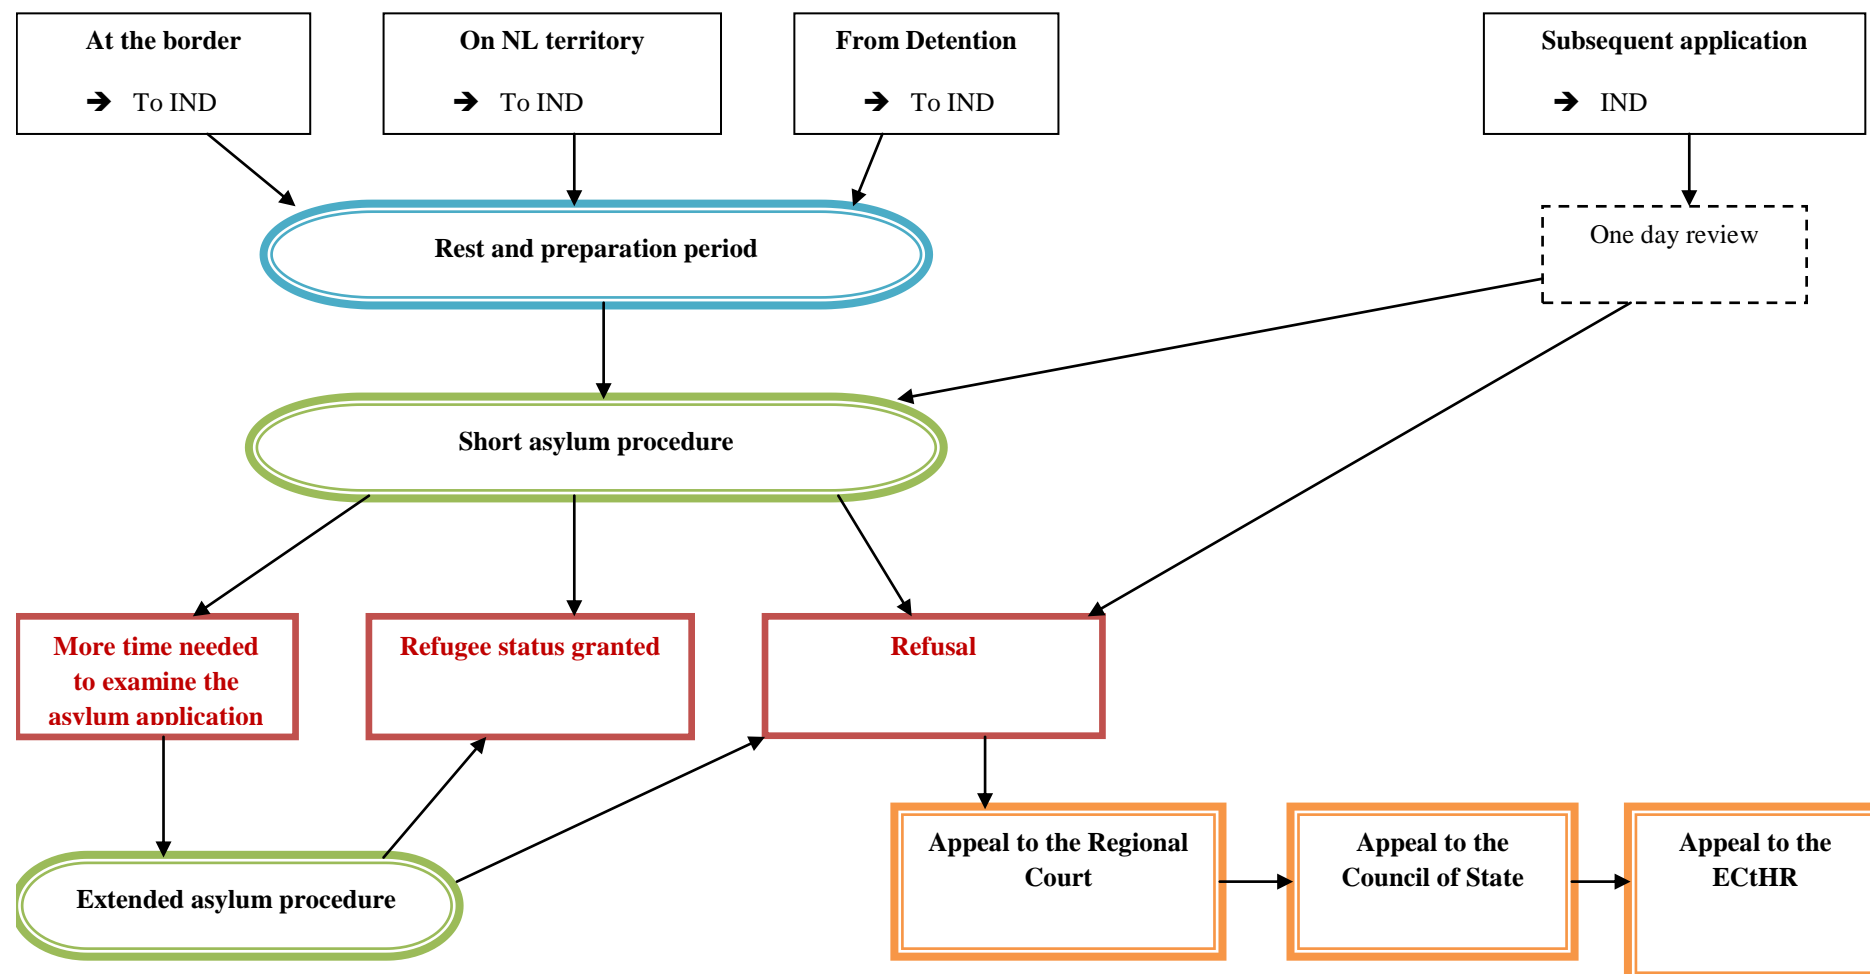 At the border
➔ To IND
On NL territory
➔ To IND
From Detention
➔ To IND
Subsequent application
➔ IND
Rest and preparation period
One day review
Short asylum procedure
More time needed
to examine the
asylum application
Refugee status granted
Refusal
Extended asylum procedure
Appeal to the Regional
Court
Appeal to the
Council of State
Appeal to the
ECtHR